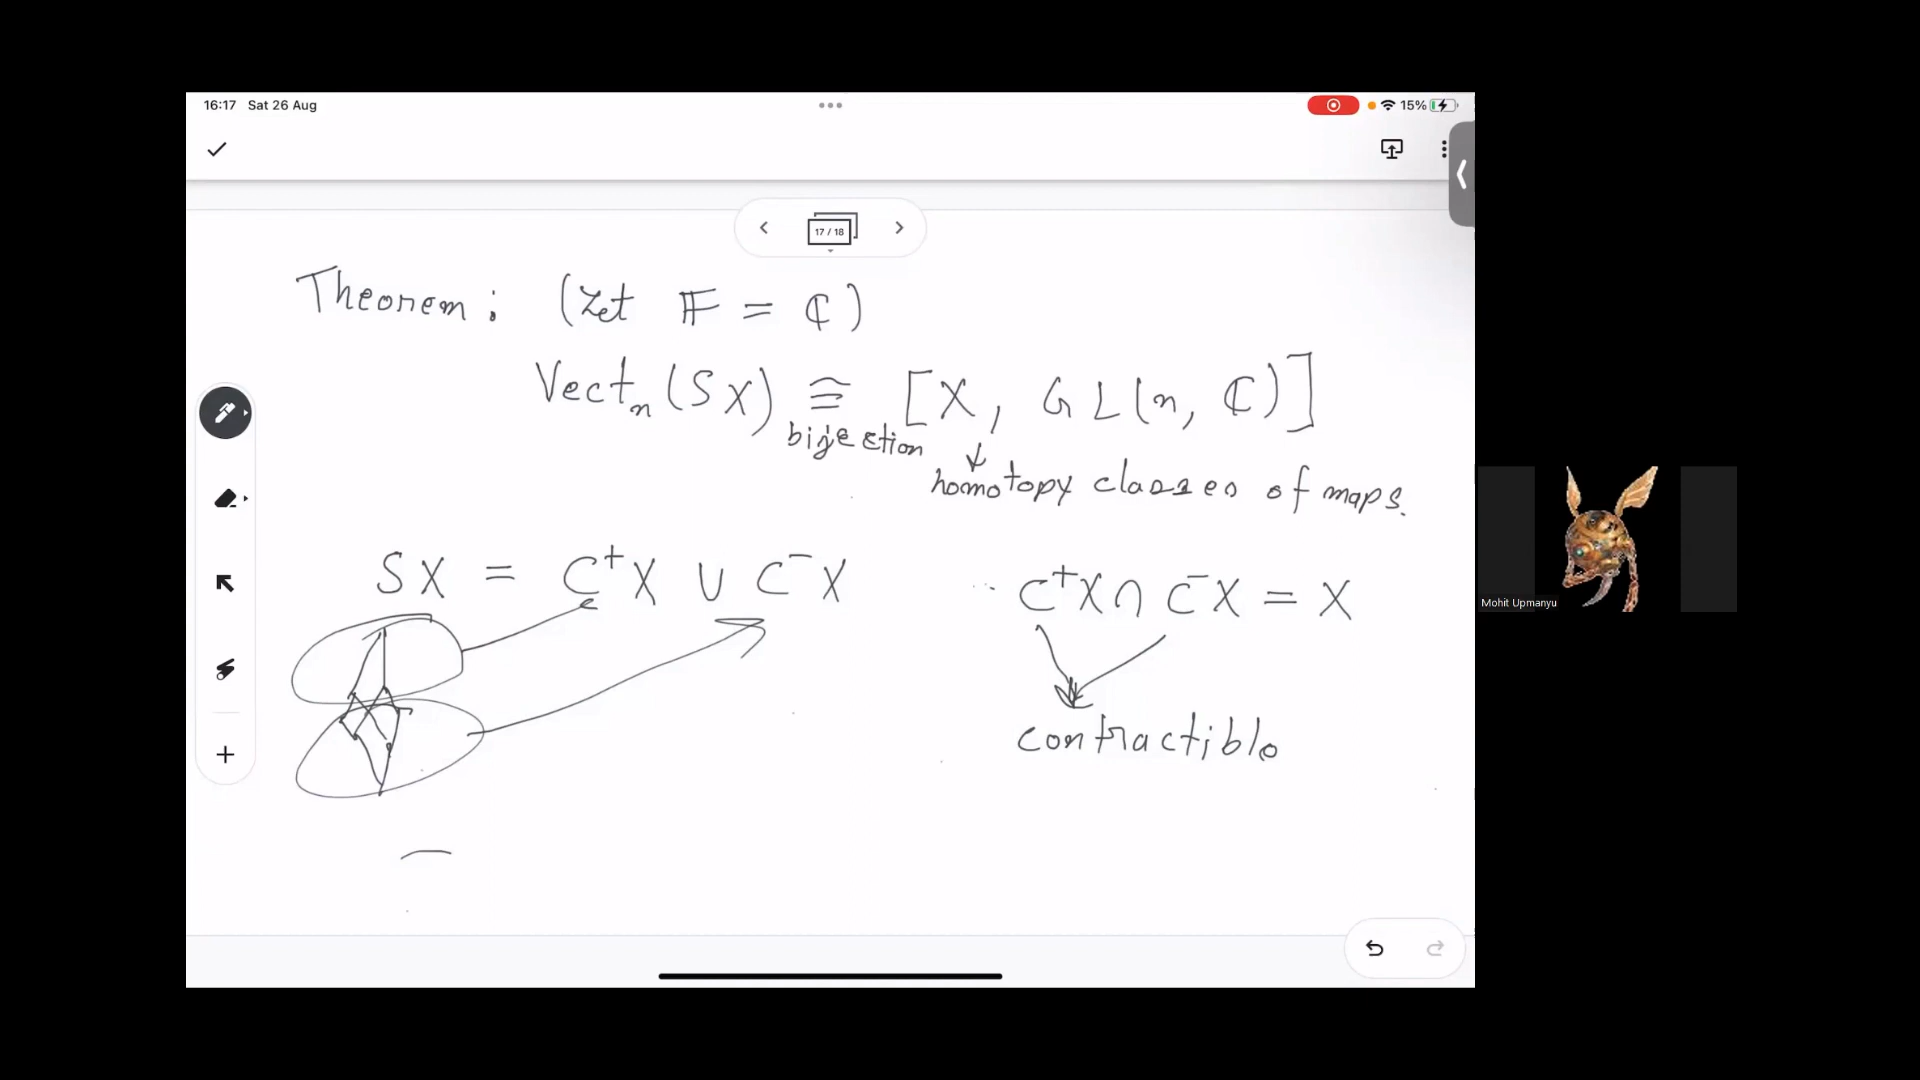 16:17 Sat 26 Aug
15%
17 / 18
Theorem: (Let 𝔽 = ℂ)
Vectₙ(SX) ≅ [X, GL(n, ℂ)]
bijection
↓
homotopy classes of maps.
SX = C⁺X ∪ C⁻X
C⁺X ∩ C⁻X = X
contractible
Mohit Upmanyu